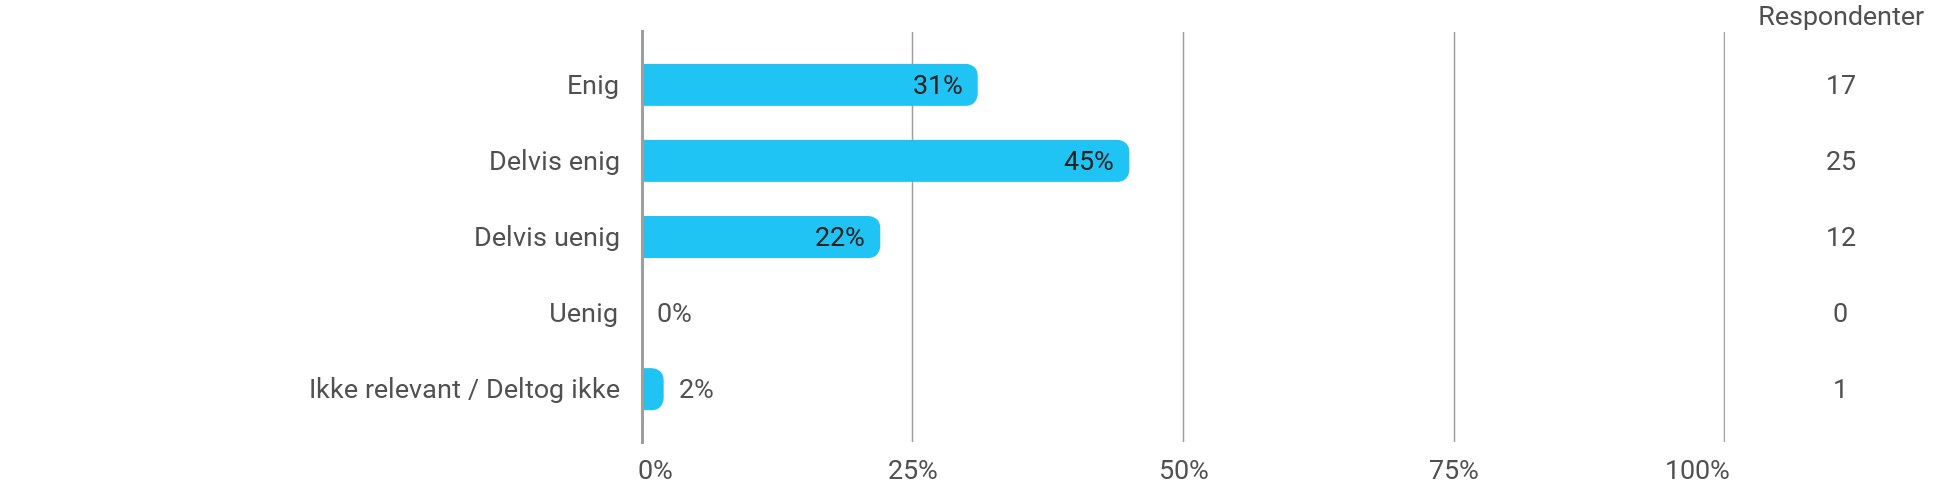 Respondenter
Enig 31% 17
Delvis enig 45% 25
Delvis uenig 22% 12
Uenig 0% 0
Ikke relevant / Deltog ikke 2% 1
0% 25% 50% 75% 100%